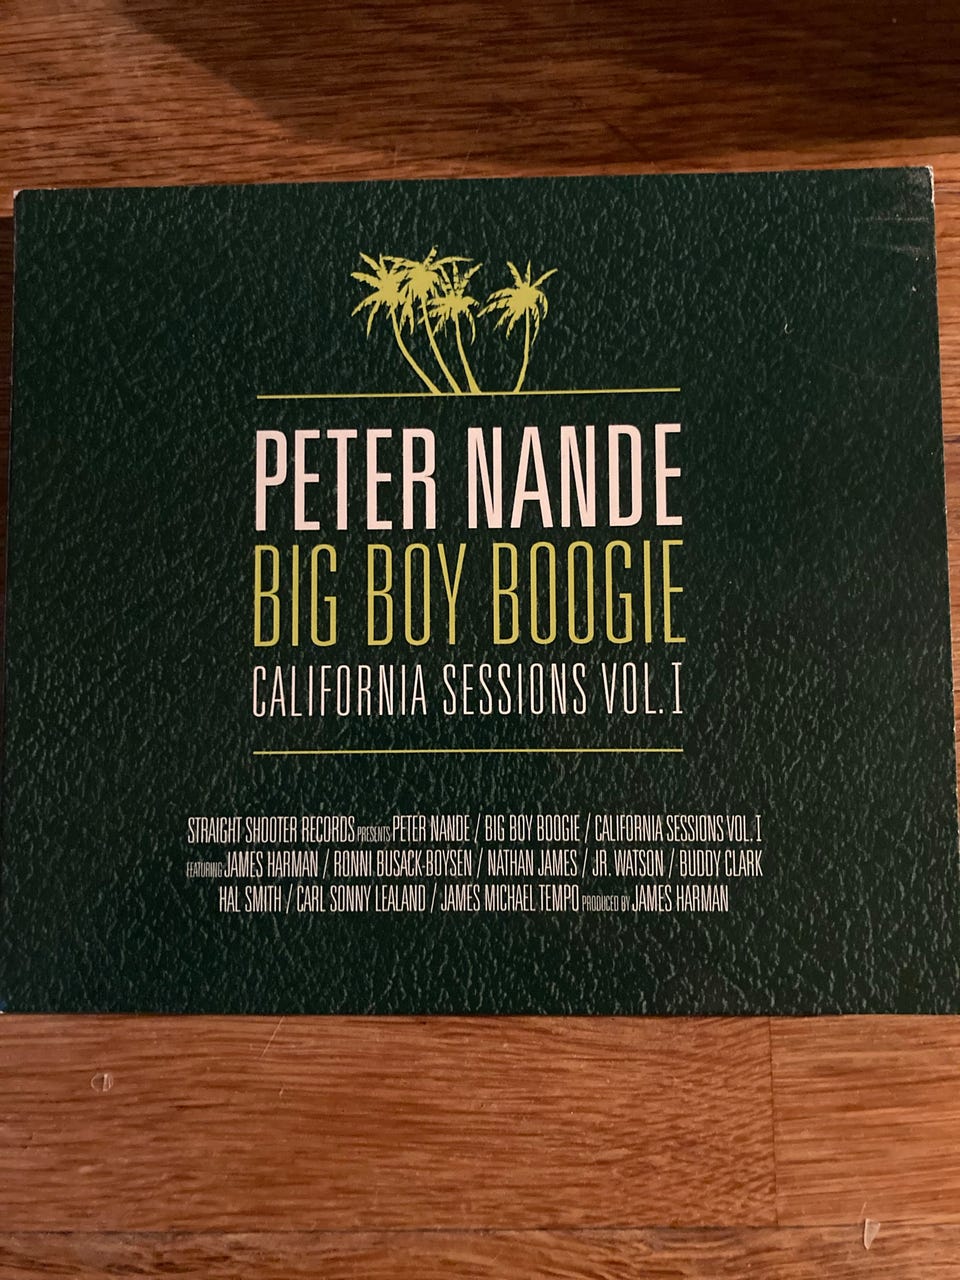 PETER NANDE
BIG BOY BOOGIE
CALIFORNIA SESSIONS VOL. I
STRAIGHT SHOOTER RECORDS PRESENTS PETER NANDE / BIG BOY BOOGIE / CALIFORNIA SESSIONS VOL. I
FEATURING JAMES HARMAN / RONNI BUSACK-BOYSEN / NATHAN JAMES / JR. WATSON / BUDDY CLARK
HAL SMITH / CARL SONNY LEALAND / JAMES MICHAEL TEMPO PRODUCED BY JAMES HARMAN